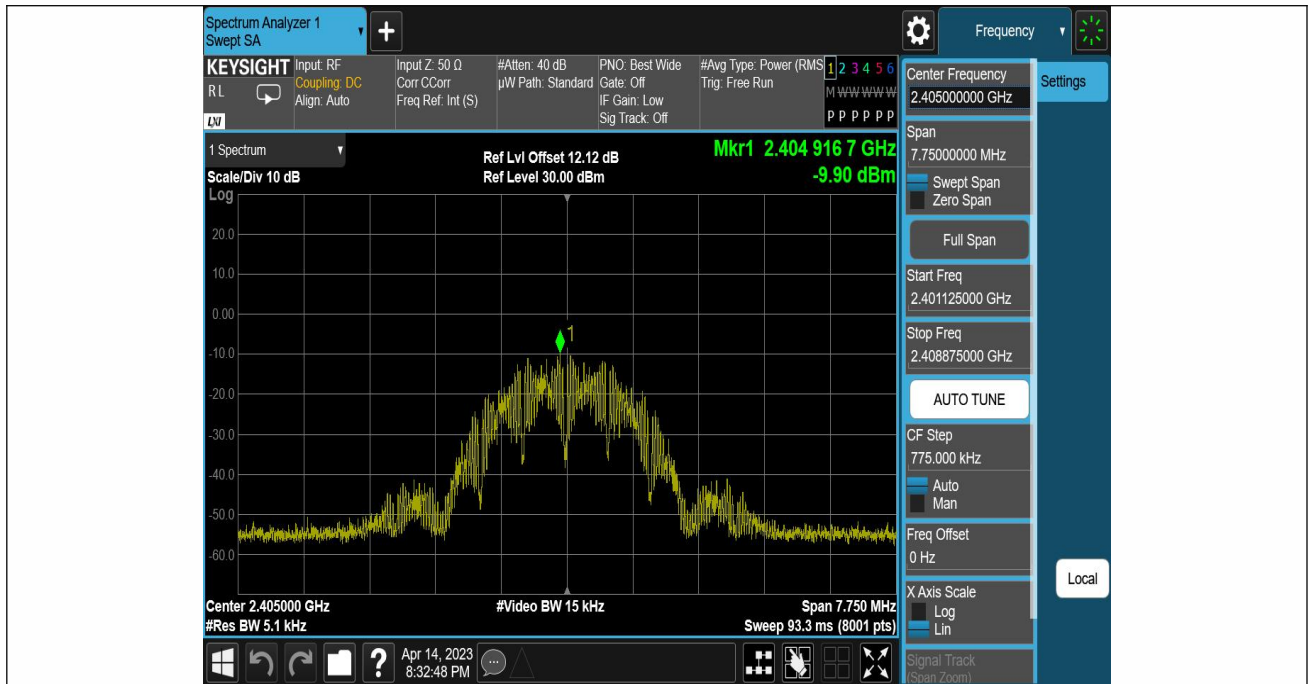 Spectrum Analyzer 1
Swept SA
+
Frequency
KEYSIGHT
RL
LXI
Input: RF
Coupling: DC
Align: Auto
Input Z: 50 Ω
Corr CCorr
Freq Ref: Int (S)
#Atten: 40 dB
µW Path: Standard
PNO: Best Wide
Gate: Off
IF Gain: Low
Sig Track: Off
#Avg Type: Power (RMS
Trig: Free Run
1 2 3 4 5 6
M W W W W W
P P P P P P
1 Spectrum
Scale/Div 10 dB
Log
Ref Lvl Offset 12.12 dB
Ref Level 30.00 dBm
Mkr1 2.404 916 7 GHz
-9.90 dBm
20.0
10.0
0.00
-10.0
-20.0
-30.0
-40.0
-50.0
-60.0
1
Center 2.405000 GHz
#Res BW 5.1 kHz
#Video BW 15 kHz
Span 7.750 MHz
Sweep 93.3 ms (8001 pts)
?
Apr 14, 2023
8:32:48 PM
Center Frequency
2.405000000 GHz
Settings
Span
7.75000000 MHz
Swept Span
Zero Span
Full Span
Start Freq
2.401125000 GHz
Stop Freq
2.408875000 GHz
AUTO TUNE
CF Step
775.000 kHz
Auto
Man
Freq Offset
0 Hz
Local
X Axis Scale
Log
Lin
Signal Track
(Span Zoom)